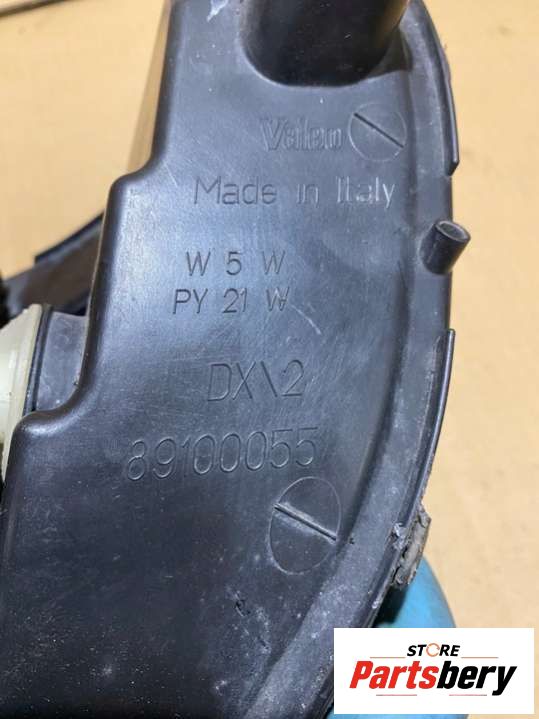 Valeo
Made in Italy
W 5 W
PY 21 W
DX\2
89100055
STORE
Partsbery